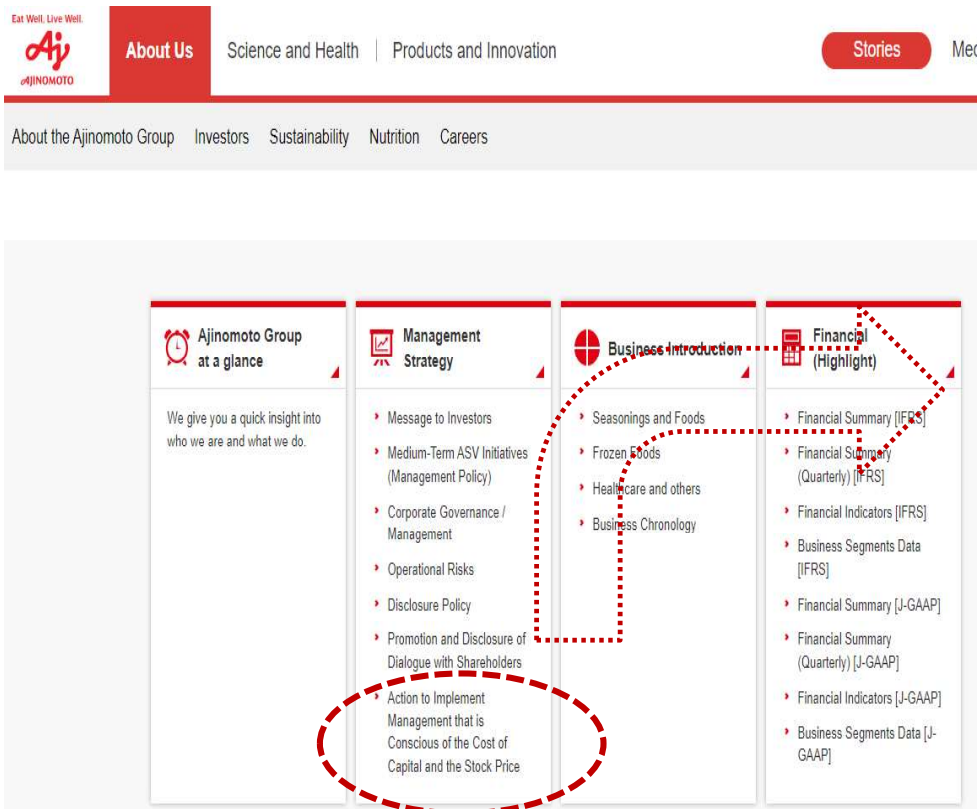 Eat Well, Live Well.
Aj
AJINOMOTO
About Us
Science and Health
Products and Innovation
Stories
Med
About the Ajinomoto Group
Investors
Sustainability
Nutrition
Careers
Ajinomoto Group
at a glance
We give you a quick insight into
who we are and what we do.
Management
Strategy
Message to Investors
Medium-Term ASV Initiatives
(Management Policy)
Corporate Governance /
Management
Operational Risks
Disclosure Policy
Promotion and Disclosure of
Dialogue with Shareholders
Action to Implement
Management that is
Conscious of the Cost of
Capital and the Stock Price
Business Introduction
Seasonings and Foods
Frozen Foods
Healthcare and others
Business Chronology
Financial
(Highlight)
Financial Summary [IFRS]
Financial Summary
(Quarterly) [IFRS]
Financial Indicators [IFRS]
Business Segments Data
[IFRS]
Financial Summary [J-GAAP]
Financial Summary
(Quarterly) [J-GAAP]
Financial Indicators [J-GAAP]
Business Segments Data [J-
GAAP]